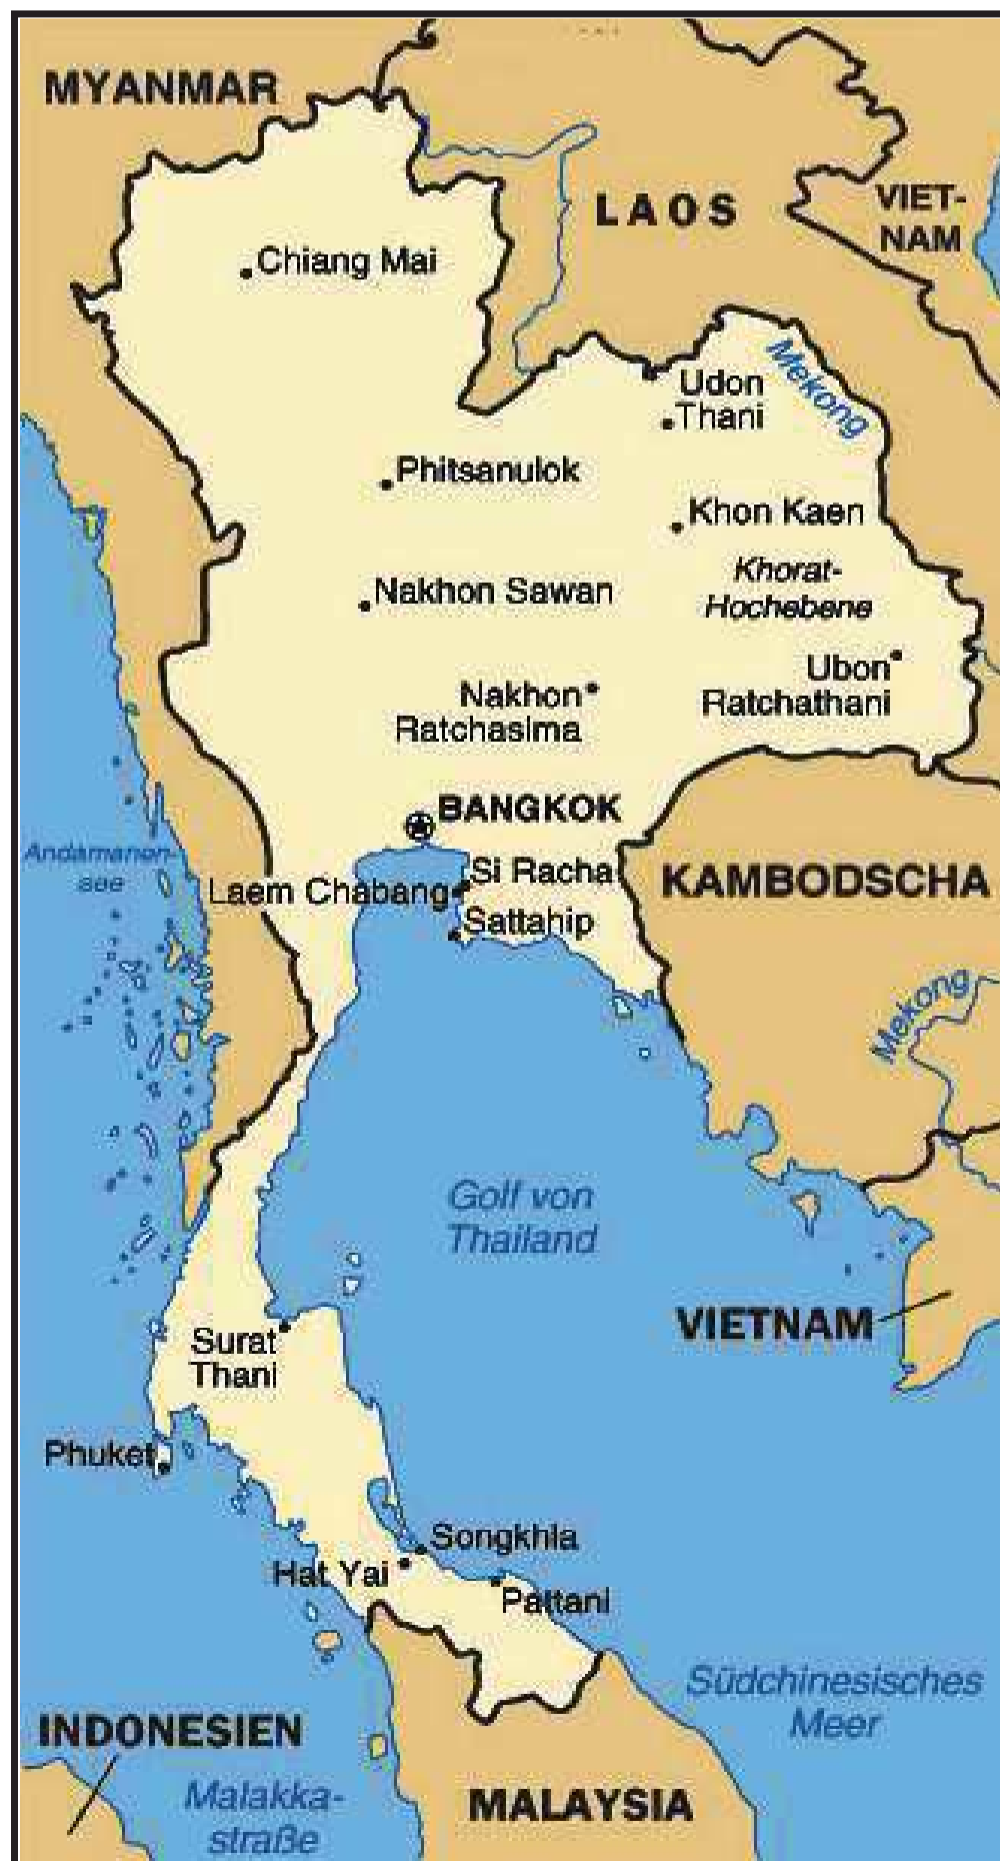 MYANMAR
LAOS
VIET-
NAM
Chiang Mai
Mekong
Udon
Thani
Phitsanulok
Khon Kaen
Khorat-
Hochebene
Nakhon Sawan
Ubon
Ratchathani
Nakhon
Ratchasima
BANGKOK
Andamanen-
see
Si Racha
Laem Chabang
KAMBODSCHA
Sattahip
Mekong
Golf von
Thailand
VIETNAM
Surat
Thani
Phuket
Songkhla
Hat Yai
Pattani
Südchinesisches
Meer
INDONESIEN
Malakka-
straße
MALAYSIA